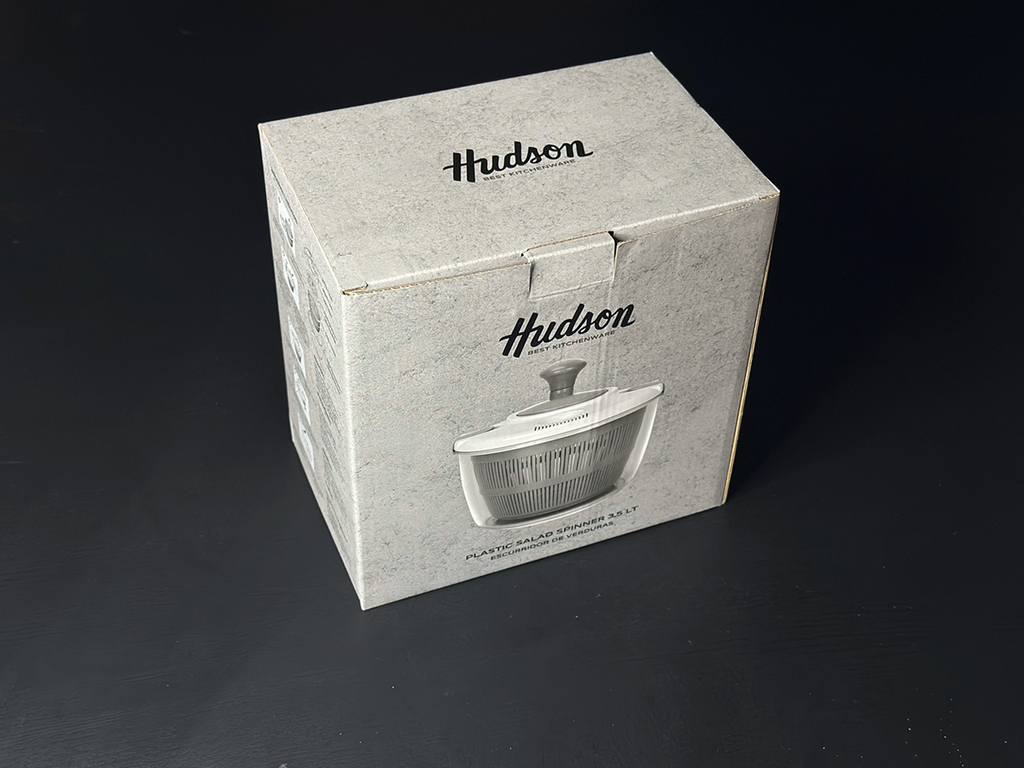 Hudson
BEST KITCHENWARE
Hudson
BEST KITCHENWARE
PLASTIC SALAD SPINNER 3.5 LT
ESCURRIDOR DE VERDURAS